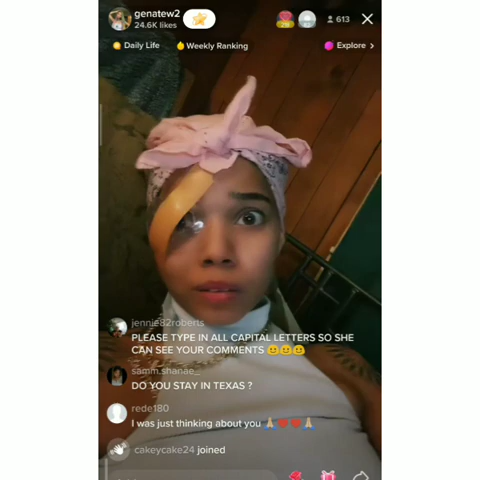 genatew2
24.6K likes
613
Daily Life
Weekly Ranking
Explore >
jennie82roberts
PLEASE TYPE IN ALL CAPITAL LETTERS SO SHE
CAN SEE YOUR COMMENTS 😐😐😐
samm.shanae_
DO YOU STAY IN TEXAS ?
rede180
I was just thinking about you 🙏🏼❤️❤️🙏🏼
cakeycake24 joined